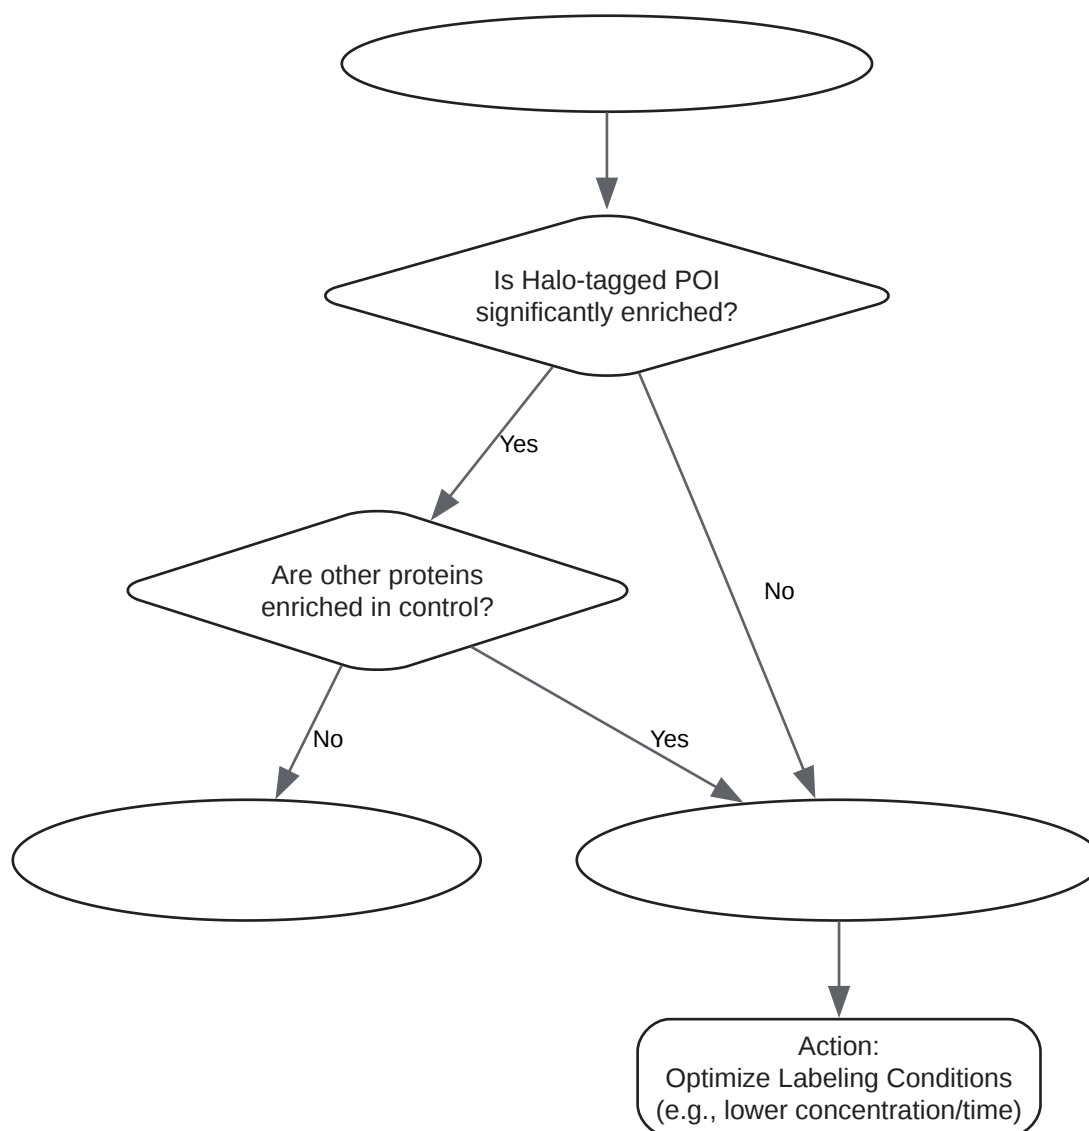 Is Halo-tagged POI
significantly enriched?
Yes
Are other proteins
enriched in control?
No
No
Yes
Action:
Optimize Labeling Conditions
(e.g., lower concentration/time)